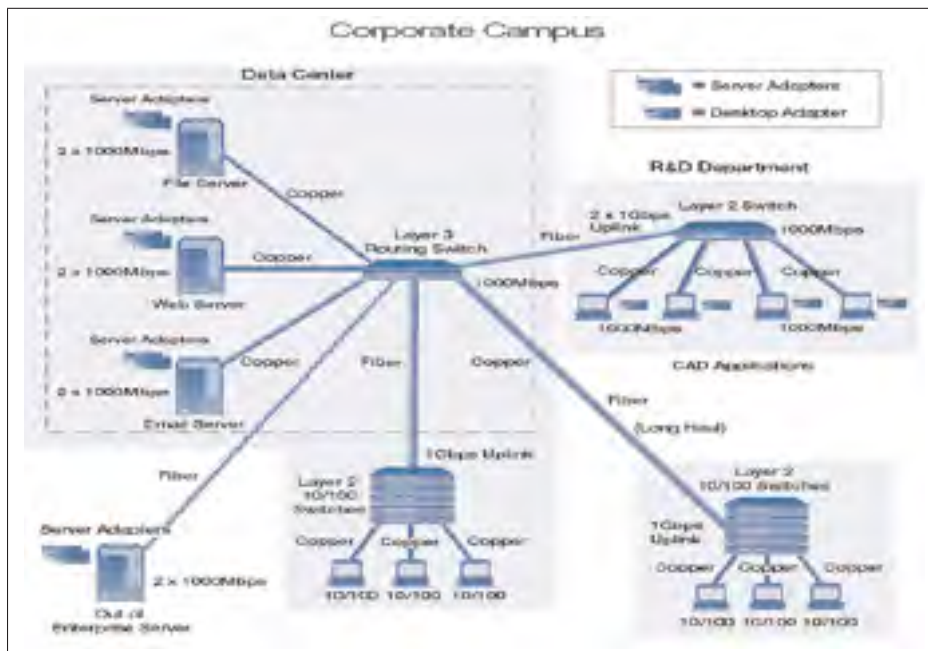 Corporate Campus
Data Center
= Server Adapters
= Desktop Adapter
Server Adapters
2 x 1000Mbps
File Server
Copper
R&D Department
Layer 2 Switch
2 x 1Gbps
Uplink
Fiber
1000Mbps
Layer 3
Routing Switch
Server Adapters
2 x 1000Mbps
Web Server
Copper
1000Mbps
Copper
Copper
Copper
1000Mbps
1000Mbps
CAD Applications
Server Adapters
2 x 1000Mbps
Email Server
Copper
Fiber
Copper
Fiber
(Long Haul)
Fiber
1Gbps Uplink
Layer 2
10/100
Switches
Copper
Copper
Copper
10/100
10/100
10/100
Server Adapters
2 x 1000Mbps
Out of
Enterprise Server
Layer 2
10/100 Switches
1Gbps
Uplink
Copper
Copper
Copper
10/100
10/100
10/100